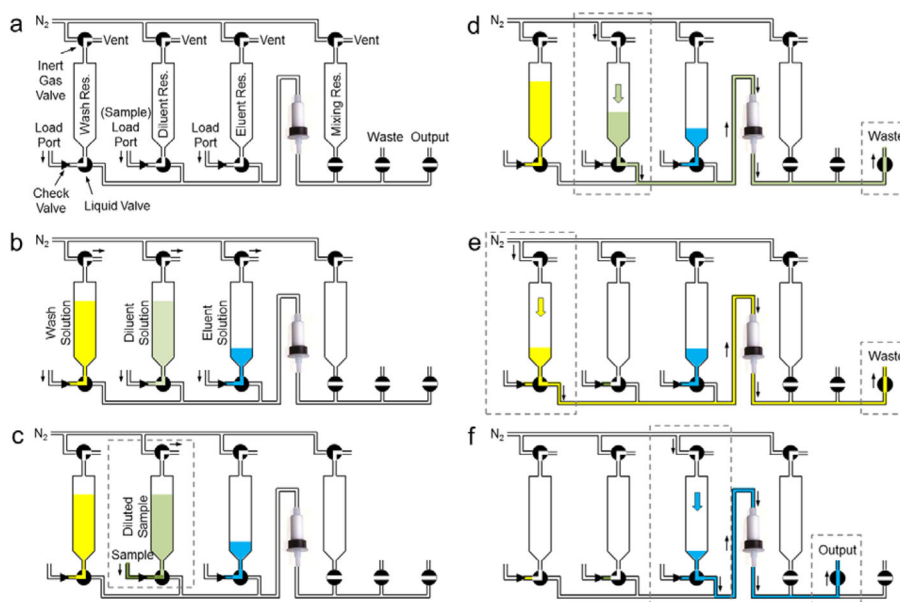 a
N₂
Vent
Vent
Vent
Inert
Gas
Valve
Wash Res.
Diluent Res.
Eluent Res.
Mixing Res.
Load
Port
(Sample)
Load
Port
Load
Port
Waste
Output
Check
Valve
Liquid Valve
b
N₂
Wash
Solution
Diluent
Solution
Eluent
Solution
c
N₂
Diluted
Sample
Sample
d
Waste
e
N₂
Waste
f
N₂
Output